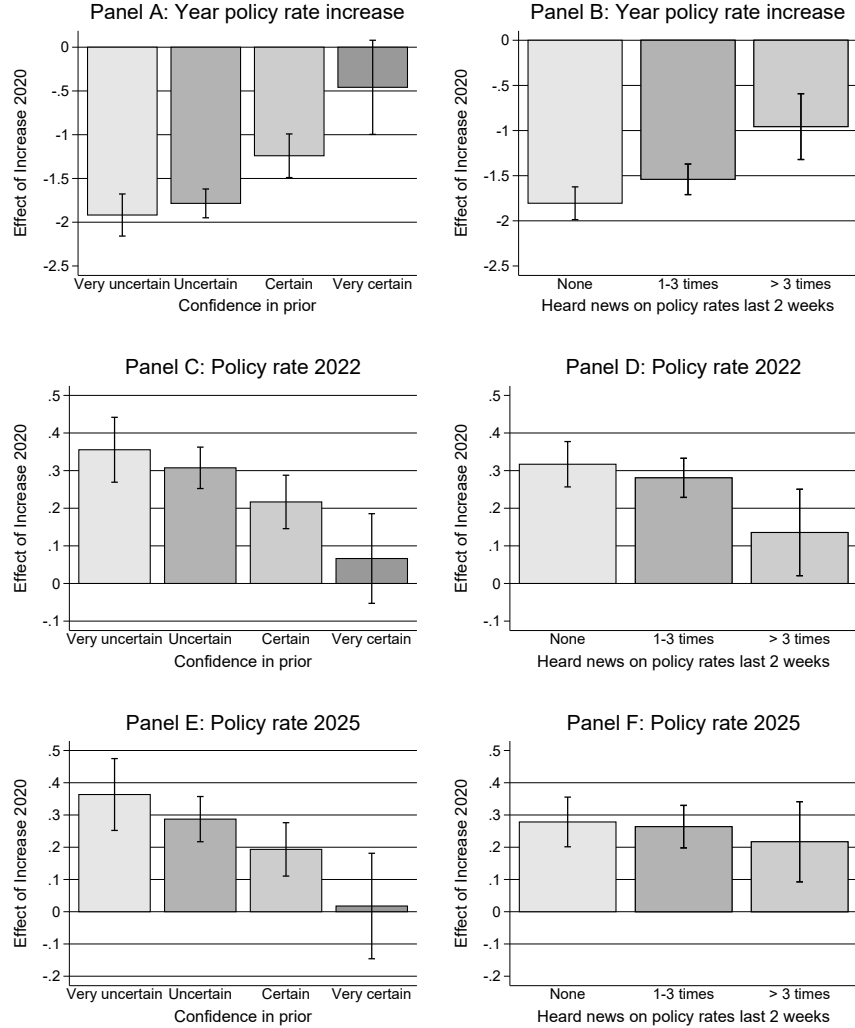 Panel A: Year policy rate increase
Effect of Increase 2020
0
-.5
-1
-1.5
-2
-2.5
Very uncertain Uncertain Certain Very certain
Confidence in prior
Panel B: Year policy rate increase
Effect of Increase 2020
0
-.5
-1
-1.5
-2
-2.5
None 1-3 times > 3 times
Heard news on policy rates last 2 weeks
Panel C: Policy rate 2022
Effect of Increase 2020
.5
.4
.3
.2
.1
0
-.1
Very uncertain Uncertain Certain Very certain
Confidence in prior
Panel D: Policy rate 2022
Effect of Increase 2020
.5
.4
.3
.2
.1
0
-.1
None 1-3 times > 3 times
Heard news on policy rates last 2 weeks
Panel E: Policy rate 2025
Effect of Increase 2020
.5
.4
.3
.2
.1
0
-.1
-.2
Very uncertain Uncertain Certain Very certain
Confidence in prior
Panel F: Policy rate 2025
Effect of Increase 2020
.5
.4
.3
.2
.1
0
-.1
-.2
None 1-3 times > 3 times
Heard news on policy rates last 2 weeks